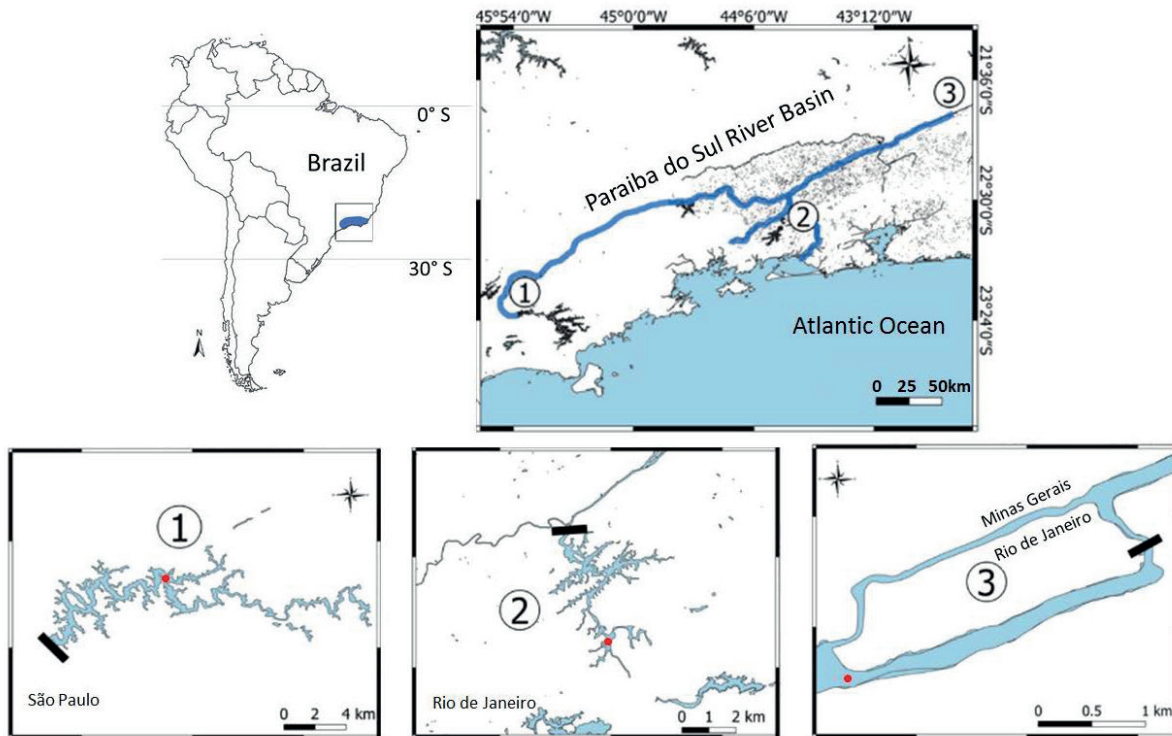 45°54'0"W 45°0'0"W 44°6'0"W 43°12'0"W
21°36'0"S
22°30'0"S
23°24'0"S
0° S
Brazil
30° S
N
Paraiba do Sul River Basin
3
2
1
Atlantic Ocean
0 25 50km
1
São Paulo
0 2 4 km
2
Rio de Janeiro
0 1 2 km
Minas Gerais
Rio de Janeiro
3
0 0.5 1 km